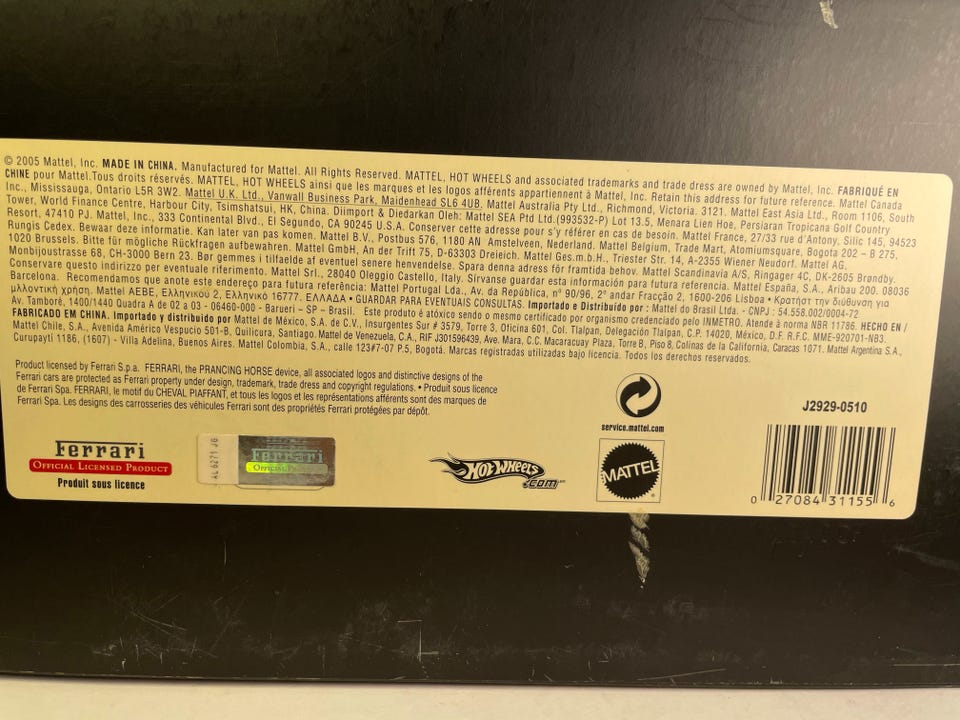 © 2005 Mattel, Inc. MADE IN CHINA. Manufactured for Mattel. All Rights Reserved. MATTEL, HOT WHEELS and associated trademarks and trade dress are owned by Mattel, Inc. FABRIQUÉ EN
CHINE pour Mattel.Tous droits réservés. MATTEL, HOT WHEELS ainsi que les marques et les logos afférents appartiennent à Mattel, Inc. Retain this address for future reference. Mattel Canada
Inc., Mississauga, Ontario L5R 3W2. Mattel U.K. Ltd., Vanwall Business Park, Maidenhead SL6 4UB. Mattel Australia Pty Ltd., Richmond, Victoria. 3121. Mattel East Asia Ltd., Room 1106, South
Tower, World Finance Centre, Harbour City, Tsimshatsui, HK, China. Diimport & Diedarkan Oleh: Mattel SEA Ptd Ltd.(993532-P) Lot 13.5, Menara Lien Hoe, Persiaran Tropicana Golf Country
Resort, 47410 PJ. Mattel, Inc., 333 Continental Blvd., El Segundo, CA 90245 U.S.A. Conserver cette adresse pour s'y référer en cas de besoin. Mattel France, 27/33 rue d'Antony, Silic 145, 94523
Rungis Cedex. Bewaar deze informatie. Kan later van pas komen. Mattel B.V., Postbus 576, 1180 AN Amstelveen, Nederland. Mattel Belgium, Trade Mart, Atomiumsquare, Bogota 202 - B 275,
1020 Brussels. Bitte für mögliche Rückfragen aufbewahren. Mattel GmbH, An der Trift 75, D-63303 Dreieich. Mattel Ges.m.b.H., Triester Str. 14, A-2355 Wiener Neudorf. Mattel AG,
Monbijoustrasse 68, CH-3000 Bern 23. Bør gemmes i tilfælde af eventuel senere henvendelse. Spara denna adress för framtida behov. Mattel Scandinavia A/S, Ringager 4C, DK-2605 Brøndby.
Conservare questo indirizzo per eventuale riferimento. Mattel Srl., 28040 Oleggio Castello, Italy. Sírvanse guardar esta información para futura referencia. Mattel España, S.A., Aribau 200. 08036
Barcelona. Recomendamos que anote este endereço para futura referência: Mattel Portugal Lda., Av. da República, nº 90/96, 2º andar Fracção 2, 1600-206 Lisboa • Κρατήστε την διεύθυνση για
μελλοντική χρήση. Mattel AEBE, Ελληνικού 2, Ελληνικό 16777. ΕΛΛΑΔΑ • GUARDAR PARA EVENTUAIS CONSULTAS. Importado e Distribuído por : Mattel do Brasil Ltda. - CNPJ : 54.558.002/0004-72
Av. Tamboré, 1400/1440 Quadra A de 02 a 03 - 06460-000 - Barueri – SP – Brasil. Este produto é atóxico sendo o mesmo certificado por organismo credenciado pelo INMETRO. Atende à norma NBR 11786. HECHO EN /
FABRICADO EM CHINA. Importado y distribuido por Mattel de México, S.A. de C.V., Insurgentes Sur # 3579, Torre 3, Oficina 601, Col. Tlalpan, Delegación Tlalpan, C.P. 14020, México, D.F. R.F.C. MME-920701-NB3.
Mattel Chile, S.A., Avenida Américo Vespucio 501-B, Quilicura, Santiago. Mattel de Venezuela, C.A., RIF J301596439, Ave. Mara, C.C. Macaracuay Plaza, Torre B, Piso 8, Colinas de la California, Caracas 1071. Mattel Argentina S.A.,
Curupaytí 1186, (1607) - Villa Adelina, Buenos Aires. Mattel Colombia, S.A., calle 123#7-07 P.5, Bogotá. Marcas registradas utilizadas bajo licencia. Todos los derechos reservados.
Product licensed by Ferrari S.p.a. FERRARI, the PRANCING HORSE device, all associated logos and distinctive designs of the
Ferrari cars are protected as Ferrari property under design, trademark, trade dress and copyright regulations. • Produit sous licence
de Ferrari Spa. FERRARI, le motif du CHEVAL PIAFFANT, et tous les logos et les représentations afférents sont des marques de
Ferrari Spa. Les designs des carrosseries des véhicules Ferrari sont des propriétés Ferrari protégées par dépôt.
service.mattel.com
J2929-0510
Ferrari
OFFICIAL LICENSED PRODUCT
Produit sous licence
AL 6271 JG
Ferrari
HOT WHEELS
.COM
MATTEL
0 27084 31155 6